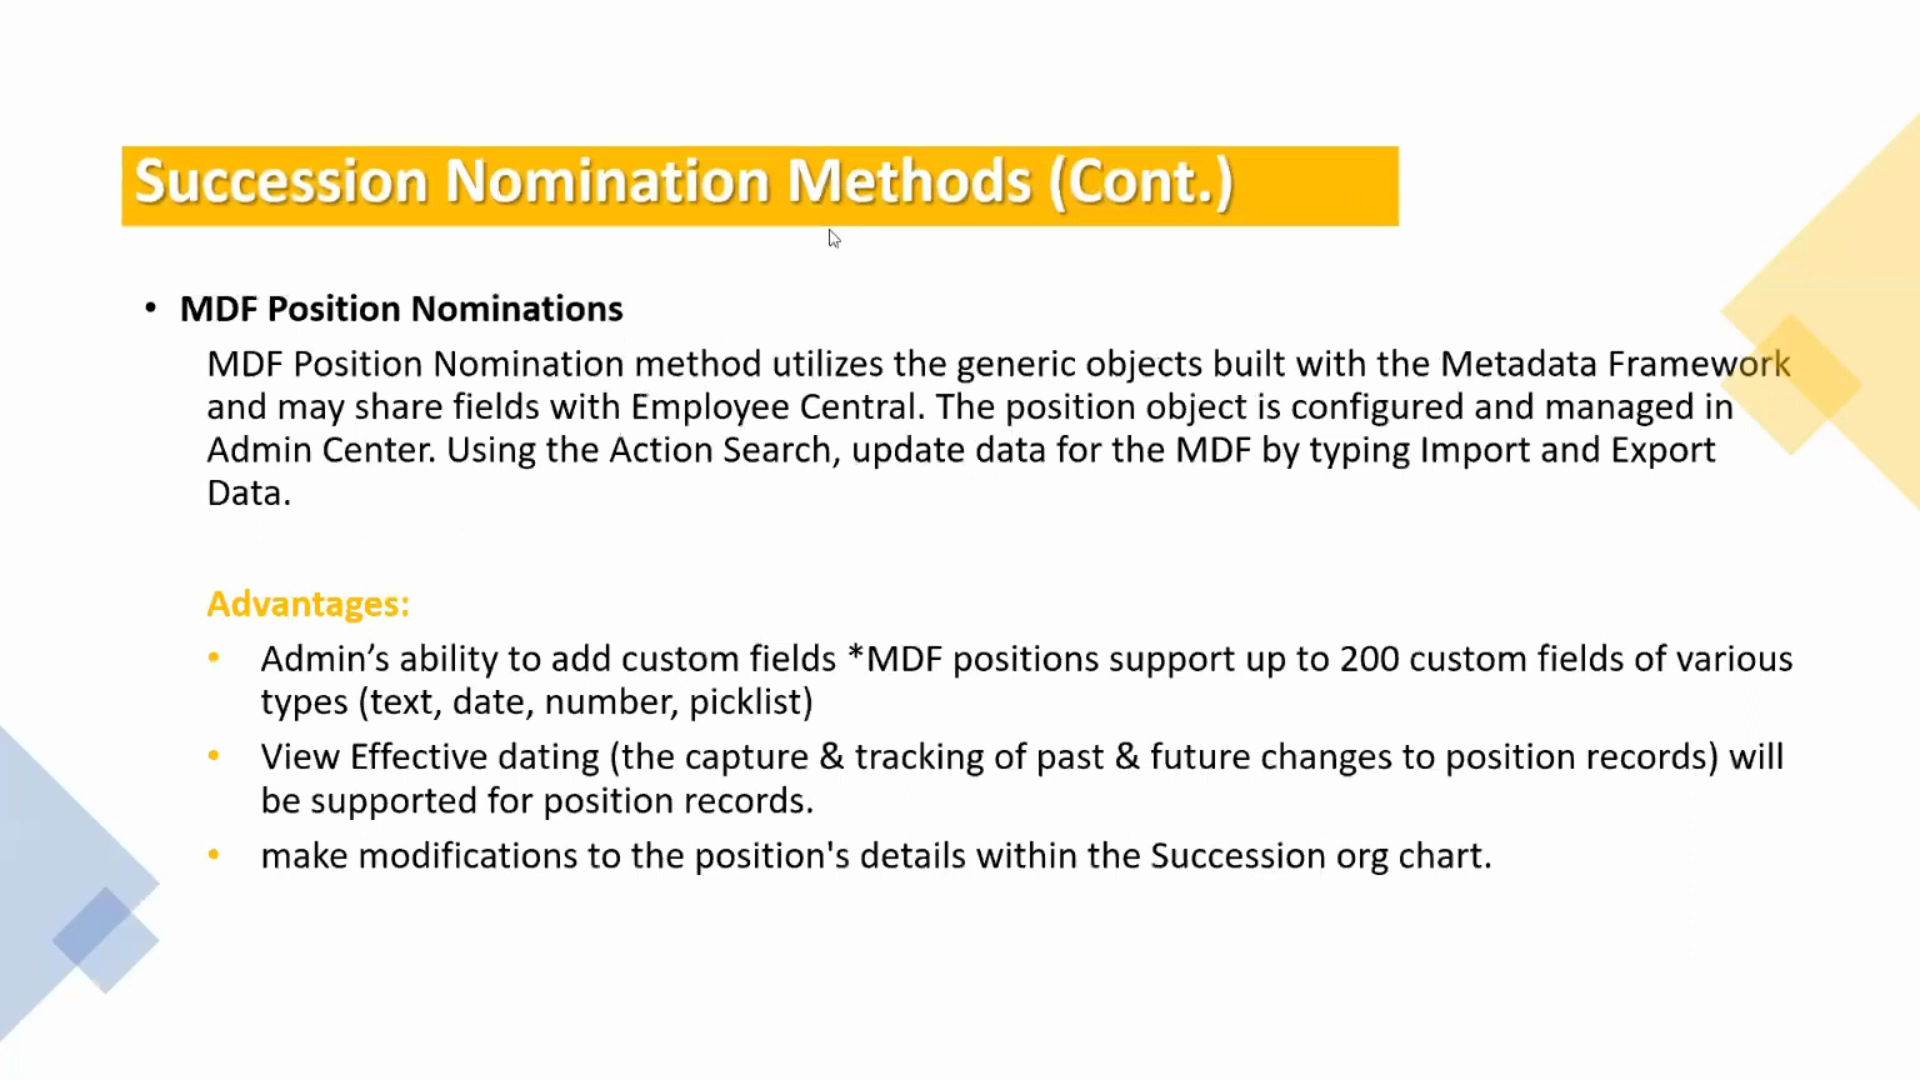 Succession Nomination Methods (Cont.)
• MDF Position Nominations
MDF Position Nomination method utilizes the generic objects built with the Metadata Framework
and may share fields with Employee Central. The position object is configured and managed in
Admin Center. Using the Action Search, update data for the MDF by typing Import and Export
Data.
Advantages:
• Admin’s ability to add custom fields *MDF positions support up to 200 custom fields of various
types (text, date, number, picklist)
• View Effective dating (the capture & tracking of past & future changes to position records) will
be supported for position records.
• make modifications to the position's details within the Succession org chart.